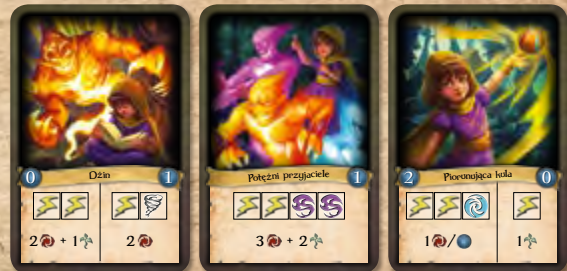 0 Dżin 1
2 + 1
2
Potężni przyjaciele 1
3 + 2
2 Piorunująca kula 0
1 /
1